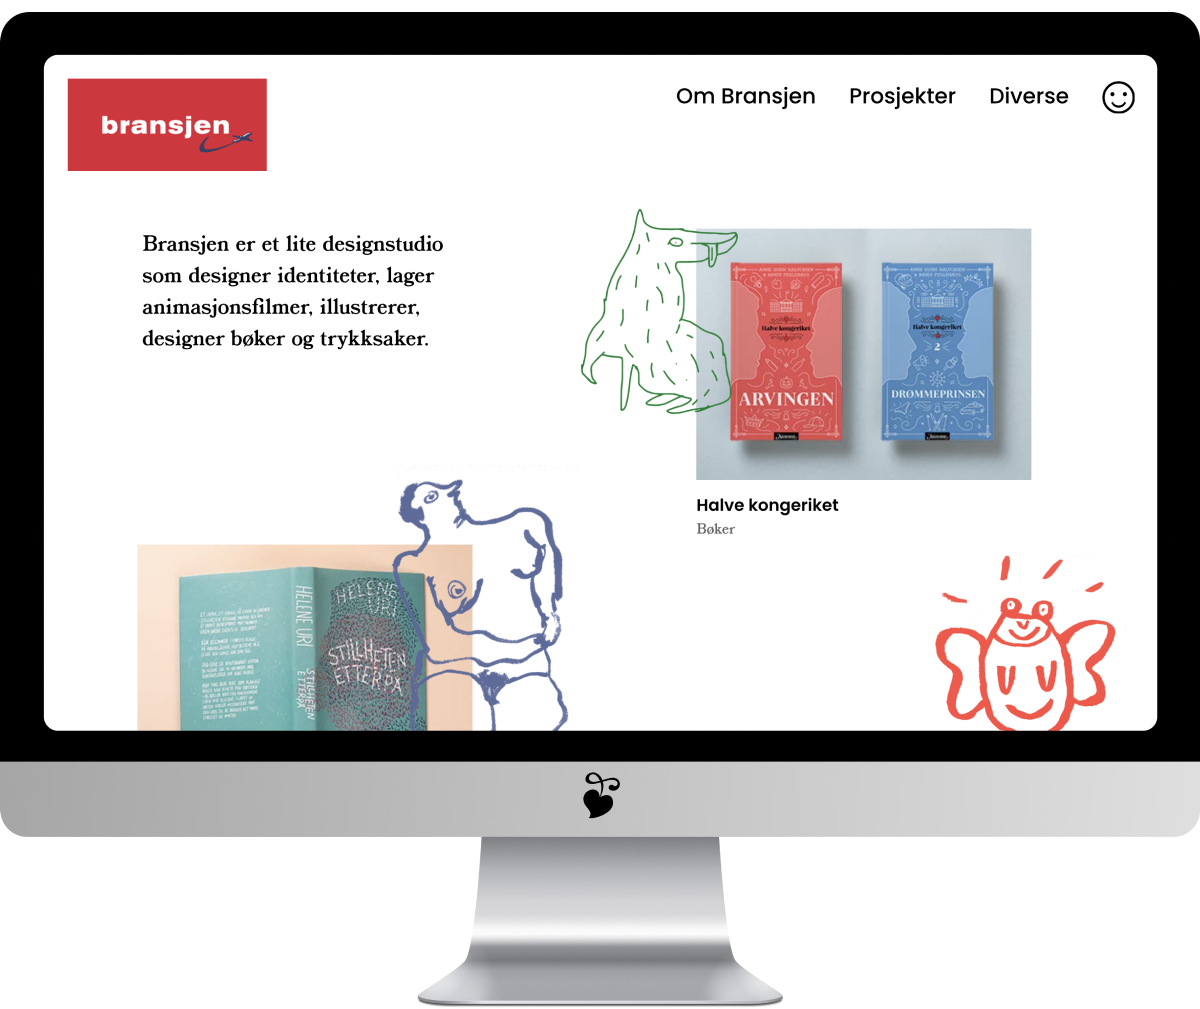 bransjen
Om Bransjen Prosjekter Diverse
Bransjen er et lite designstudio
som designer identiteter, lager
animasjonsfilmer, illustrerer,
designer bøker og trykksaker.
ANNE GUNN HALVORSEN
& RANDI FUGLEHAUG
Halve kongeriket
ARVINGEN
ANNE GUNN HALVORSEN
& RANDI FUGLEHAUG
Halve kongeriket
2
DRØMMEPRINSEN
Halve kongeriket
Bøker
HELENE URI
STILLHETEN
ETTERPÅ
HELENE
URI
STILLHETEN
ETTERPÅ